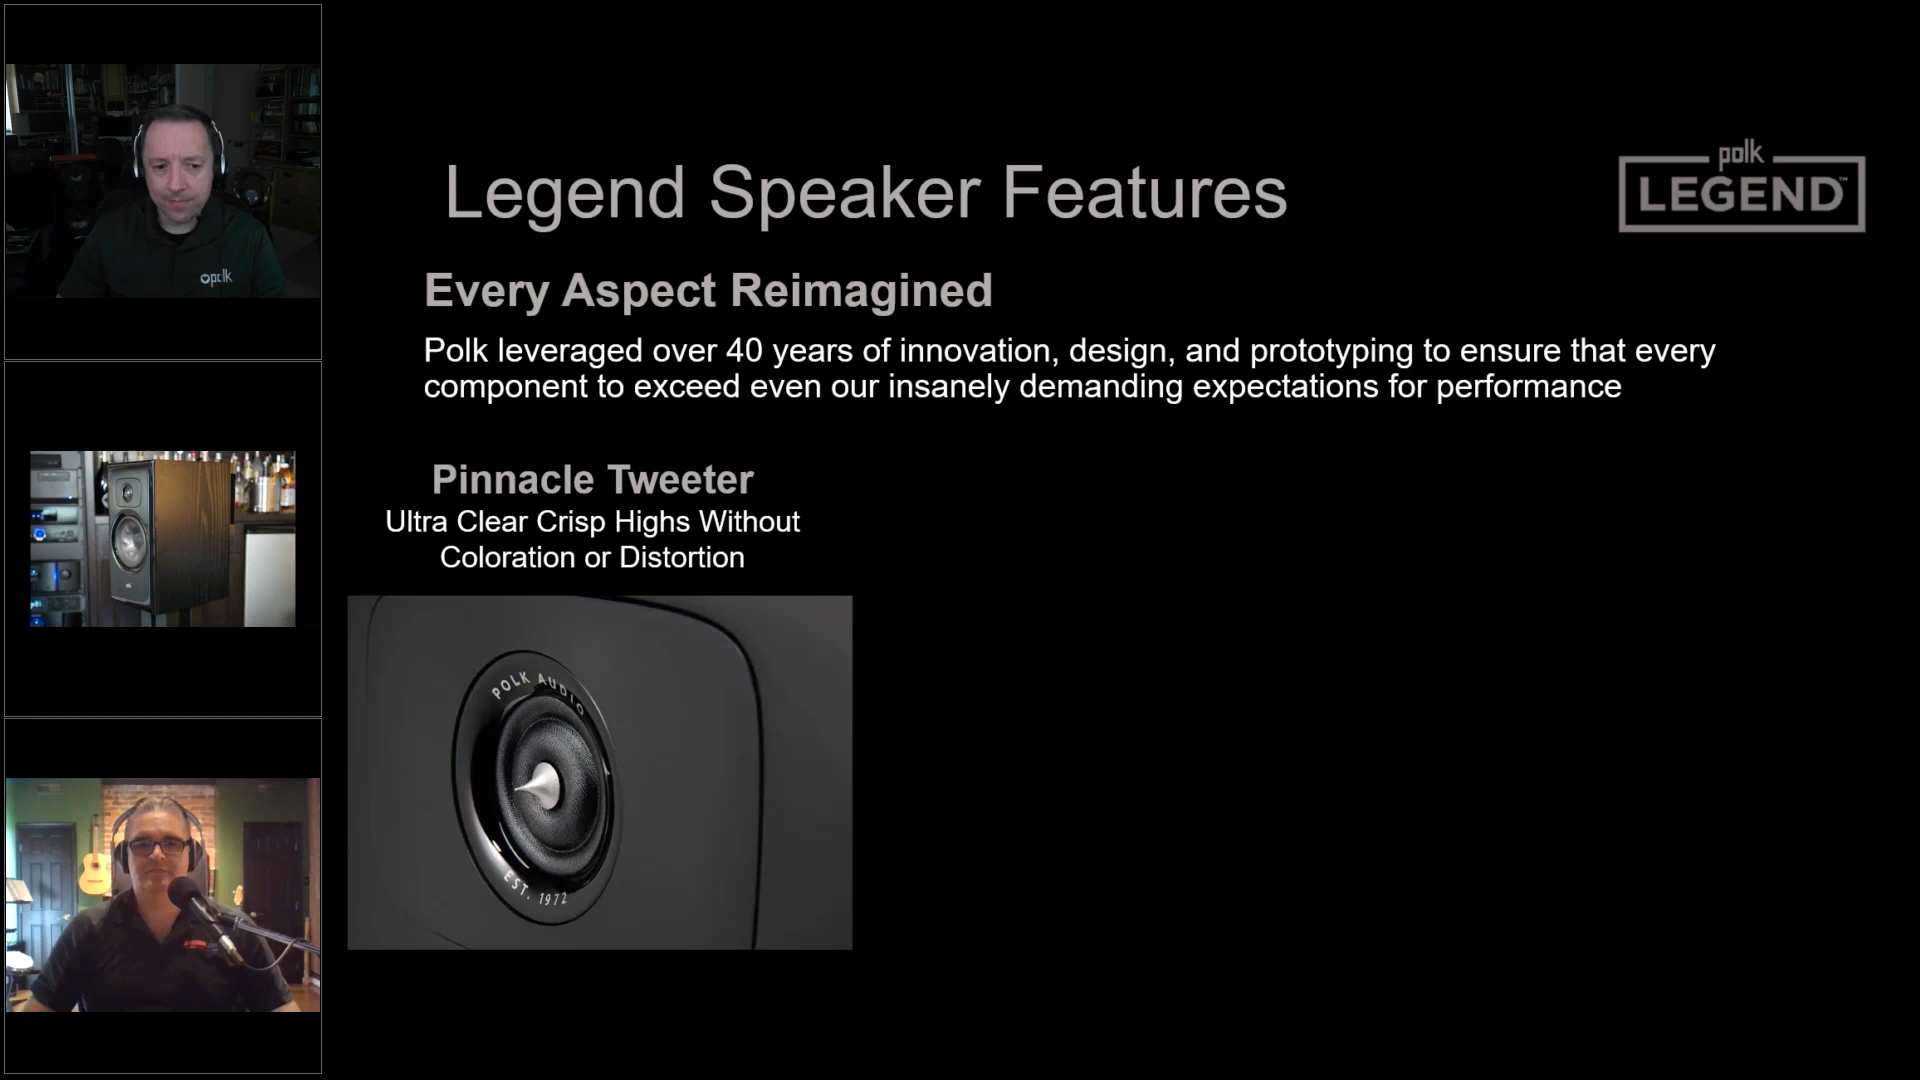 polk
LEGEND™
Legend Speaker Features
Every Aspect Reimagined
Polk leveraged over 40 years of innovation, design, and prototyping to ensure that every
component to exceed even our insanely demanding expectations for performance
Pinnacle Tweeter
Ultra Clear Crisp Highs Without
Coloration or Distortion
POLK AUDIO
EST. 1972
polk